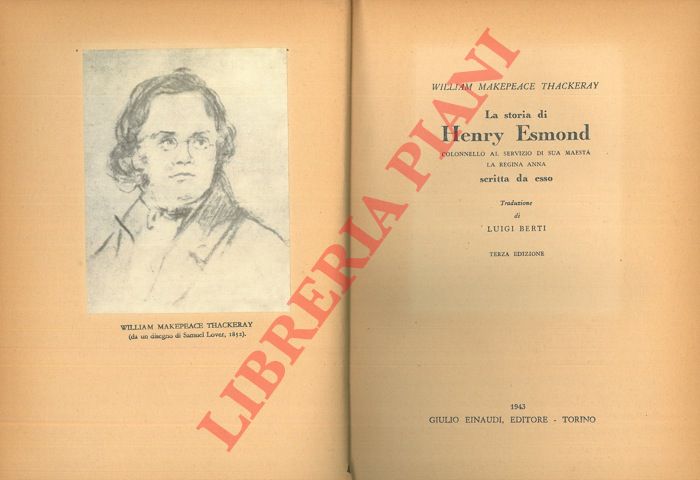 WILLIAM MAKEPEACE THACKERAY
(da un disegno di Samuel Lover, 1852).
WILLIAM MAKEPEACE THACKERAY
La storia di
Henry Esmond
COLONNELLO AL SERVIZIO DI SUA MAESTÀ
LA REGINA ANNA
scritta da esso
Traduzione
di
LUIGI BERTI
TERZA EDIZIONE
1943
GIULIO EINAUDI, EDITORE - TORINO
LIBRERIA PIANI